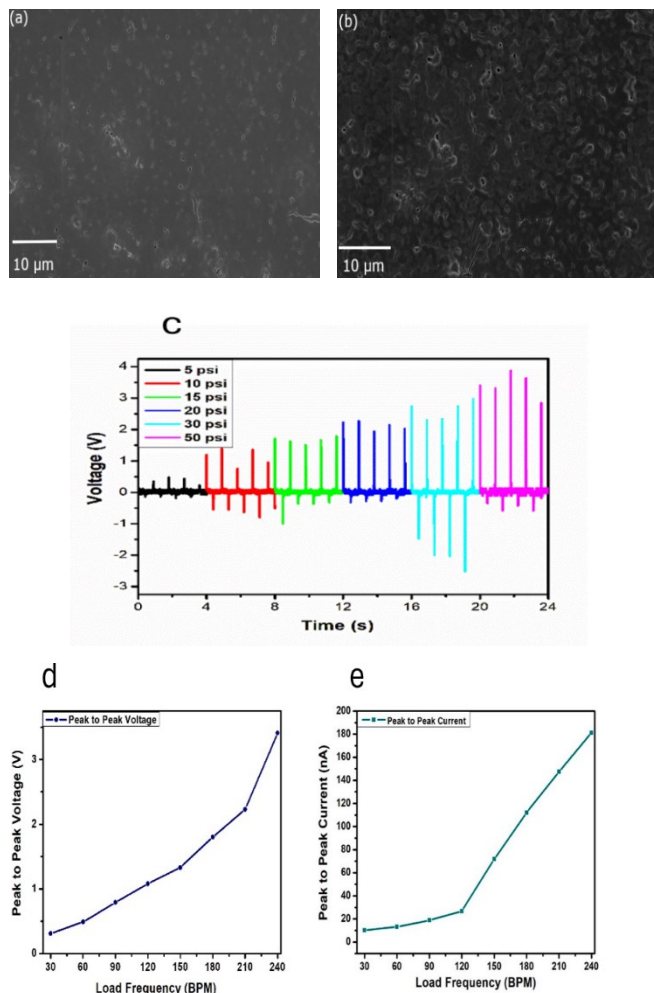 (a)
10 µm
(b)
10 µm
C
5 psi
10 psi
15 psi
20 psi
30 psi
50 psi
Voltage (V)
4
3
2
1
0
-1
-2
-3
0 4 8 12 16 20 24
Time (s)
d
Peak to Peak Voltage
Peak to Peak Voltage (V)
3
2
1
0
30 60 90 120 150 180 210 240
Load Frequency (BPM)
e
Peak to Peak Current
Peak to Peak Current (nA)
200
180
160
140
120
100
80
60
40
20
0
30 60 90 120 150 180 210 240
Load Frequency (BPM)